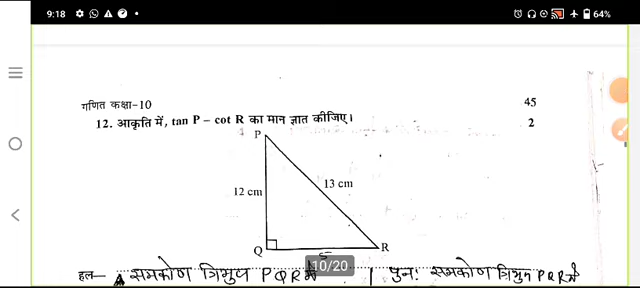 9:18
64%
गणित कक्षा-10
45
12. आकृति में, tan P – cot R का मान ज्ञात कीजिए।
2
P
12 cm
13 cm
Q
5
R
10/20
हल— समकोण त्रिभुज PQR में
पुनः समकोण त्रिभुज PQR में